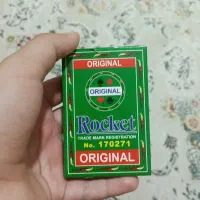 ORIGINAL
ORIGINAL
Rocket
TRADE MARK REGISTRATION
No. 170271
ORIGINAL